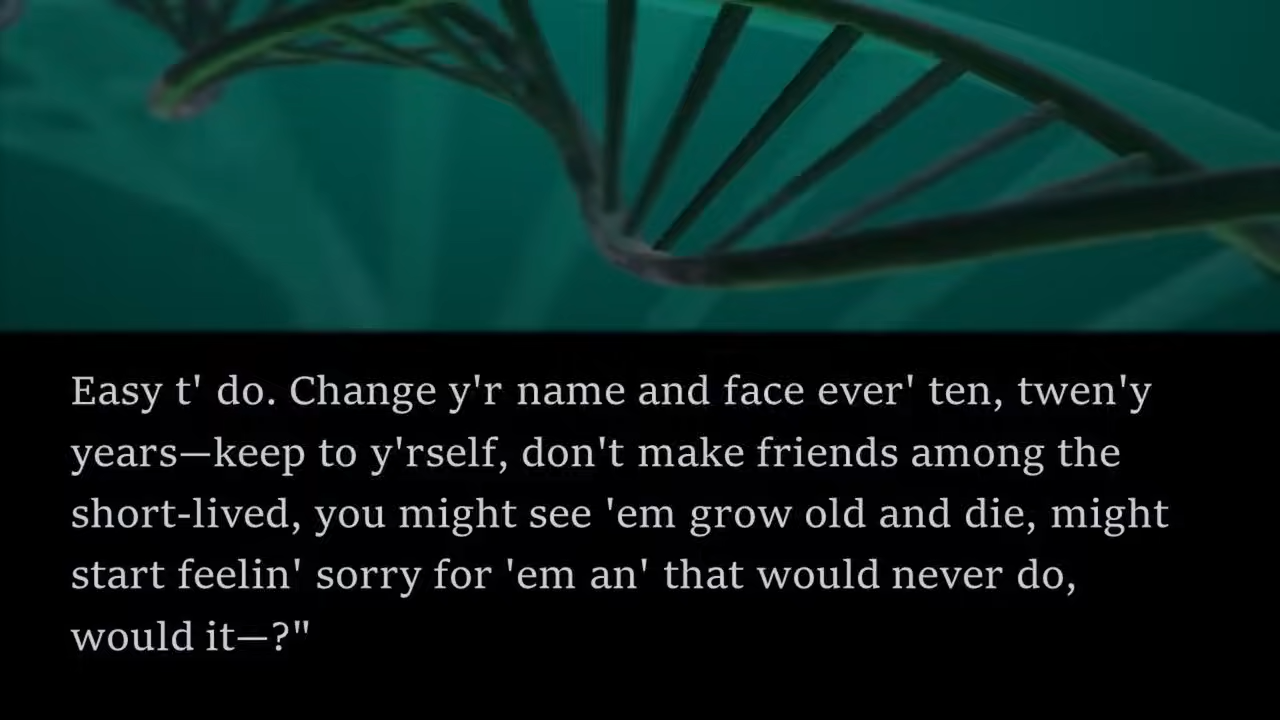 Easy t' do. Change y'r name and face ever' ten, twen'y
years—keep to y'rself, don't make friends among the
short-lived, you might see 'em grow old and die, might
start feelin' sorry for 'em an' that would never do,
would it—?"